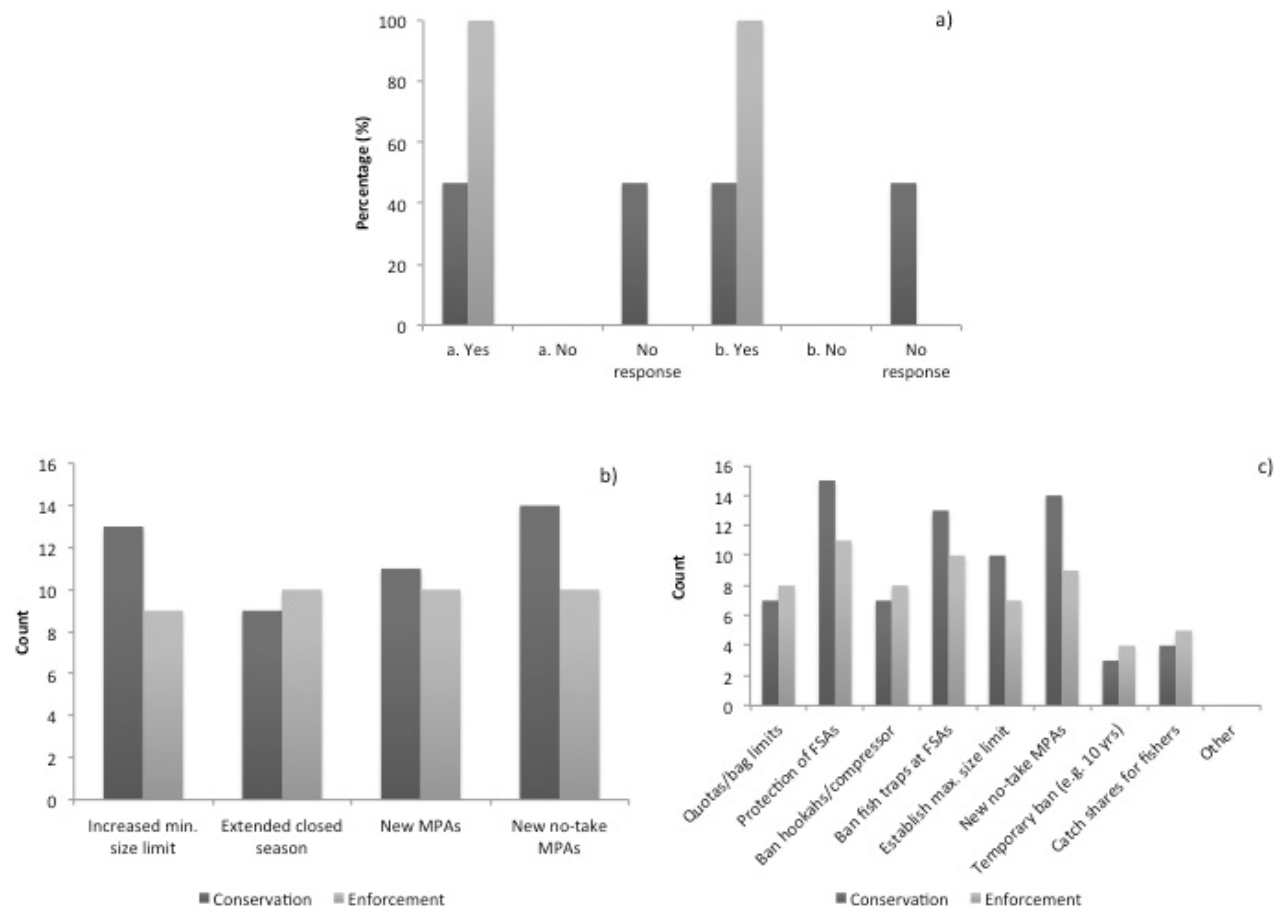 a)
Percentage (%)
100
80
60
40
20
0
a. Yes
a. No
No
response
b. Yes
b. No
No
response
b)
Count
16
14
12
10
8
6
4
2
0
Increased min.
size limit
Extended closed
season
New MPAs
New no-take
MPAs
Conservation Enforcement
c)
Count
16
14
12
10
8
6
4
2
0
Quotas/bag limits
Protection of FSAs
Ban hookahs/compressor
Ban fish traps at FSAs
Establish max. size limit
New no-take MPAs
Temporary ban (e.g. 10 yrs)
Catch shares for fishers
Other
Conservation Enforcement